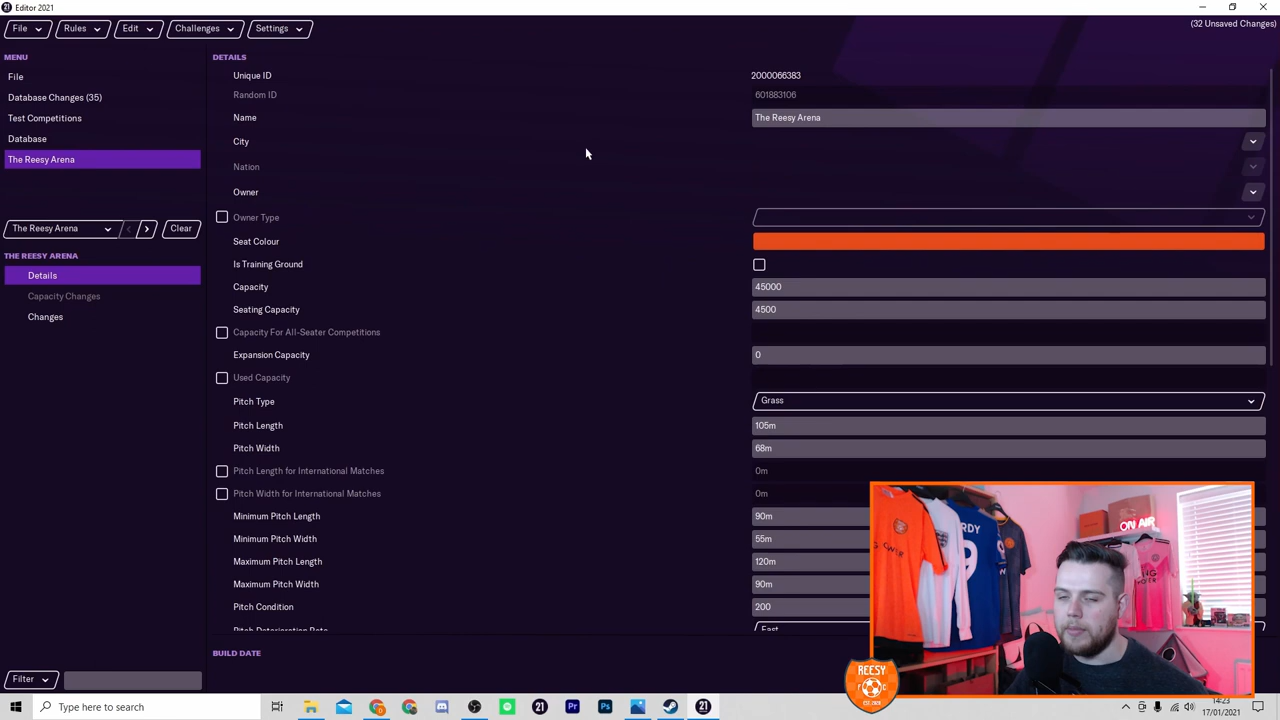 Editor 2021
File
Rules
Edit
Challenges
Settings
(32 Unsaved Changes)
MENU
File
Database Changes (35)
Test Competitions
Database
The Reesy Arena
The Reesy Arena
Clear
THE REESY ARENA
Details
Capacity Changes
Changes
Filter
DETAILS
Unique ID 2000066383
Random ID 601883106
Name The Reesy Arena
City
Nation
Owner
Owner Type
Seat Colour
Is Training Ground
Capacity 45000
Seating Capacity 4500
Capacity For All-Seater Competitions
Expansion Capacity 0
Used Capacity
Pitch Type Grass
Pitch Length 105m
Pitch Width 68m
Pitch Length for International Matches 0m
Pitch Width for International Matches 0m
Minimum Pitch Length 90m
Minimum Pitch Width 55m
Maximum Pitch Length 120m
Maximum Pitch Width 90m
Pitch Condition 200
Pitch Deterioration Rate Fast
BUILD DATE
ON AIR
REESY
Type here to search
14:23
17/01/2021